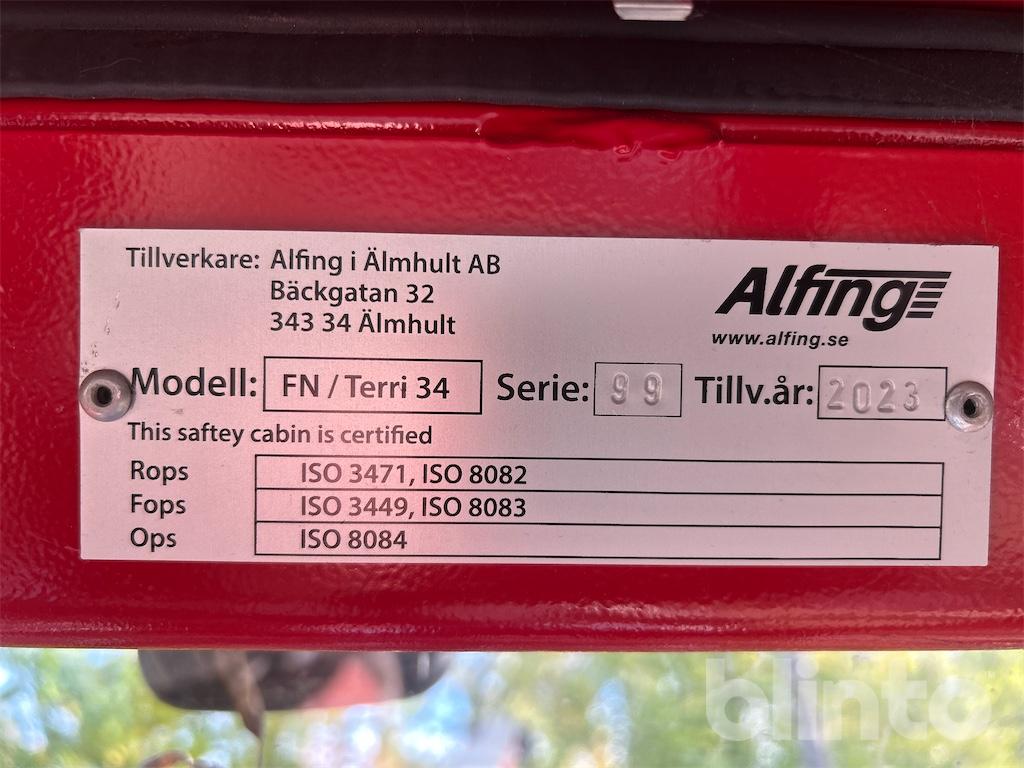 Tillverkare: Alfing i Älmhult AB
Bäckgatan 32
343 34 Älmhult
Alfing
www.alfing.se
Modell: FN / Terri 34 Serie: 99 Tillv.år: 2023
This saftey cabin is certified
Rops ISO 3471, ISO 8082
Fops ISO 3449, ISO 8083
Ops ISO 8084
blinto